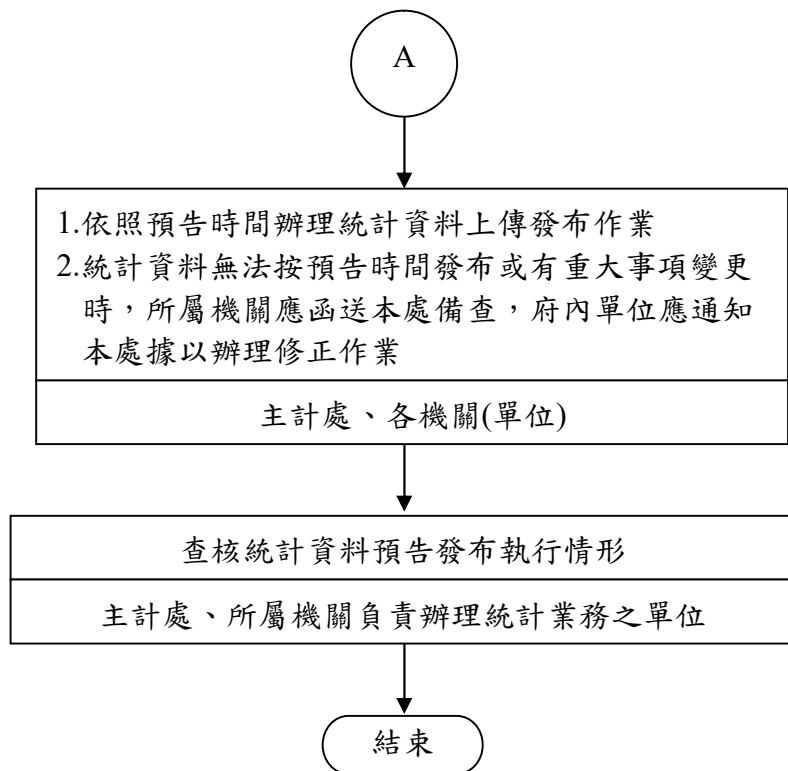 A
1.依照預告時間辦理統計資料上傳發布作業
2.統計資料無法按預告時間發布或有重大事項變更
時，所屬機關應函送本處備查，府內單位應通知
本處據以辦理修正作業
主計處、各機關(單位)
查核統計資料預告發布執行情形
主計處、所屬機關負責辦理統計業務之單位
結束